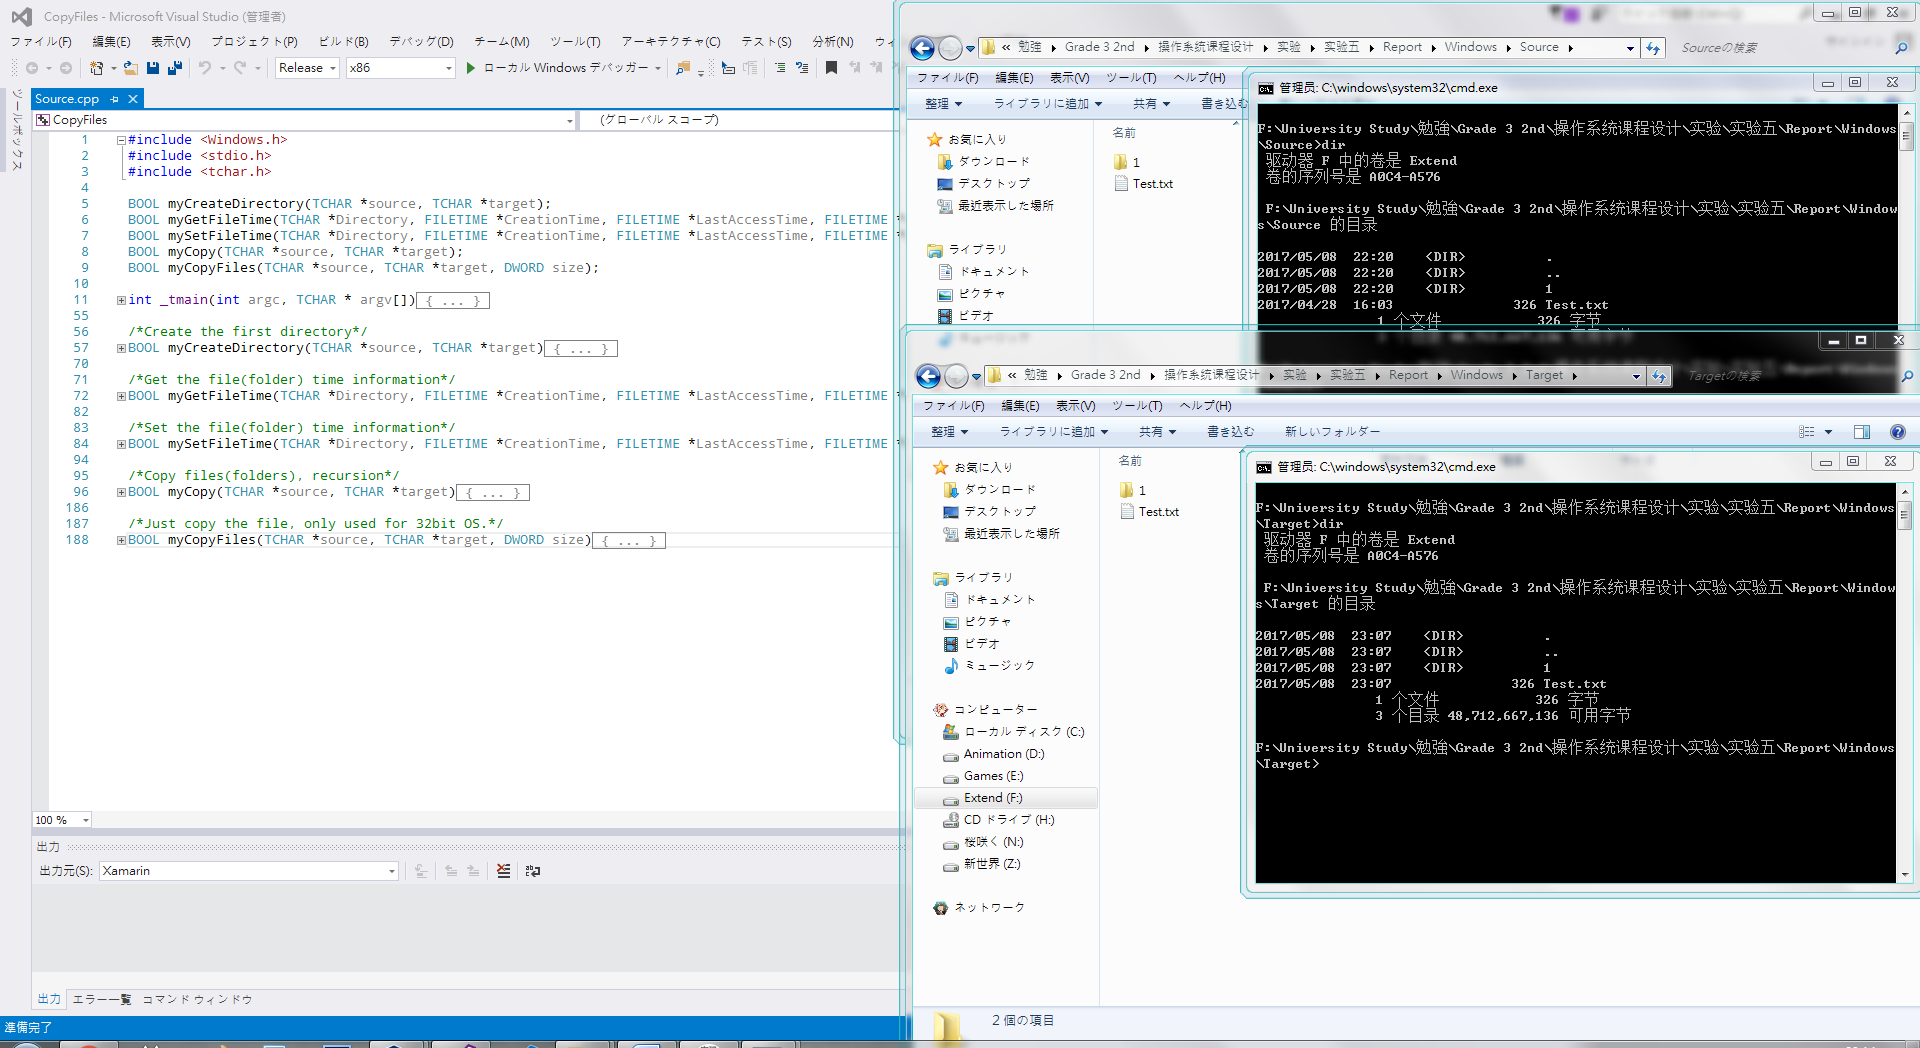 CopyFiles - Microsoft Visual Studio (管理者)
ファイル(F) 編集(E) 表示(V) プロジェクト(P) ビルド(B) デバッグ(D) チーム(M) ツール(T) アーキテクチャ(C) テスト(S) 分析(N) ウィ
Release x86 ローカル Windows デバッガー
ツールボックス
Source.cpp
CopyFiles (グローバル スコープ)
1 #include <Windows.h>
2 #include <stdio.h>
3 #include <tchar.h>
4
5 BOOL myCreateDirectory(TCHAR *source, TCHAR *target);
6 BOOL myGetFileTime(TCHAR *Directory, FILETIME *CreationTime, FILETIME *LastAccessTime, FILETIME *
7 BOOL mySetFileTime(TCHAR *Directory, FILETIME *CreationTime, FILETIME *LastAccessTime, FILETIME *
8 BOOL myCopy(TCHAR *source, TCHAR *target);
9 BOOL myCopyFiles(TCHAR *source, TCHAR *target, DWORD size);
10
11 int _tmain(int argc, TCHAR * argv[]){ ... }
55
56 /*Create the first directory*/
57 BOOL myCreateDirectory(TCHAR *source, TCHAR *target){ ... }
70
71 /*Get the file(folder) time information*/
72 BOOL myGetFileTime(TCHAR *Directory, FILETIME *CreationTime, FILETIME *LastAccessTime, FILETIME *
82
83 /*Set the file(folder) time information*/
84 BOOL mySetFileTime(TCHAR *Directory, FILETIME *CreationTime, FILETIME *LastAccessTime, FILETIME *
94
95 /*Copy files(folders), recursion*/
96 BOOL myCopy(TCHAR *source, TCHAR *target){ ... }
186
187 /*Just copy the file, only used for 32bit OS.*/
188 BOOL myCopyFiles(TCHAR *source, TCHAR *target, DWORD size){ ... }
100 %
出力
出力元(S): Xamarin
出力 エラー一覧 コマンド ウィンドウ
準備完了
« 勉強 Grade 3 2nd 操作系统课程设计 实验 实验五 Report Windows Source Sourceの検索
ファイル(F) 編集(E) 表示(V) ツール(T) ヘルプ(H)
整理 ライブラリに追加 共有 書き込む
お気に入り
ダウンロード
デスクトップ
最近表示した場所
ライブラリ
ドキュメント
ピクチャ
ビデオ
名前
1
Test.txt
管理员: C:\windows\system32\cmd.exe
F:\University Study\勉強\Grade 3 2nd\操作系统课程设计\实验\实验五\Report\Windows
\Source>dir
驱动器 F 中的卷是 Extend
卷的序列号是 A0C4-A576
F:\University Study\勉強\Grade 3 2nd\操作系统课程设计\实验\实验五\Report\Window
s\Source 的目录
2017/05/08 22:20 <DIR> .
2017/05/08 22:20 <DIR> ..
2017/05/08 22:20 <DIR> 1
2017/04/28 16:03 326 Test.txt
1 个文件 326 字节
« 勉強 Grade 3 2nd 操作系统课程设计 实验 实验五 Report Windows Target Targetの検索
ファイル(F) 編集(E) 表示(V) ツール(T) ヘルプ(H)
整理 ライブラリに追加 共有 書き込む 新しいフォルダー
お気に入り
ダウンロード
デスクトップ
最近表示した場所
ライブラリ
ドキュメント
ピクチャ
ビデオ
ミュージック
コンピューター
ローカル ディスク (C:)
Animation (D:)
Games (E:)
Extend (F:)
CD ドライブ (H:)
桜咲く (N:)
新世界 (Z:)
ネットワーク
名前
1
Test.txt
2 個の項目
管理员: C:\windows\system32\cmd.exe
F:\University Study\勉強\Grade 3 2nd\操作系统课程设计\实验\实验五\Report\Windows
\Target>dir
驱动器 F 中的卷是 Extend
卷的序列号是 A0C4-A576
F:\University Study\勉強\Grade 3 2nd\操作系统课程设计\实验\实验五\Report\Window
s\Target 的目录
2017/05/08 23:07 <DIR> .
2017/05/08 23:07 <DIR> ..
2017/05/08 23:07 <DIR> 1
2017/05/08 23:07 326 Test.txt
1 个文件 326 字节
3 个目录 48,712,667,136 可用字节
F:\University Study\勉強\Grade 3 2nd\操作系统课程设计\实验\实验五\Report\Windows
\Target>